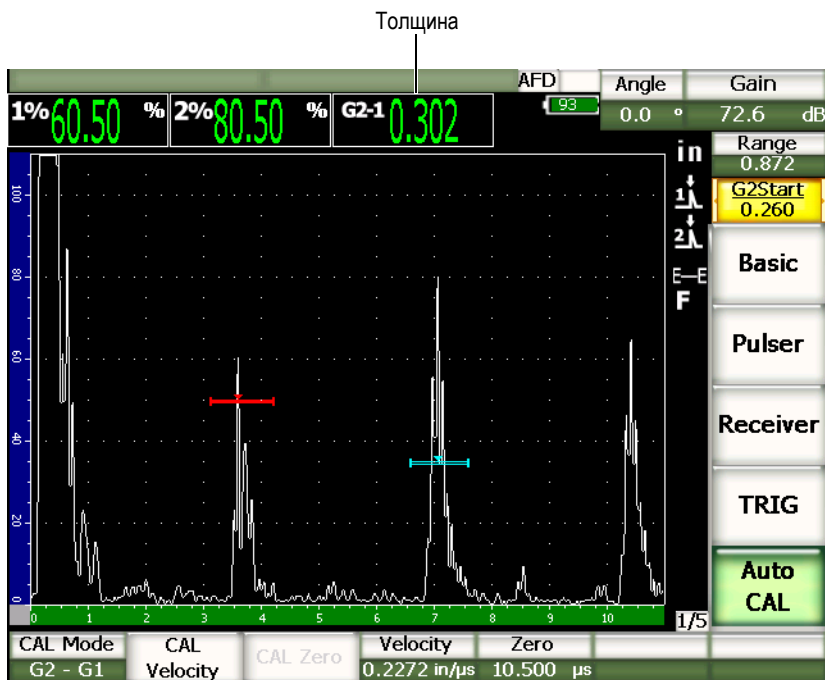 Толщина
AFD
Angle
Gain
1% 60.50 %
2% 80.50 %
G2-1 0.302
93
0.0 °
72.6 dB
in
Range
0.872
1
G2Start
0.260
2
E—E
F
Basic
Pulser
Receiver
TRIG
Auto
CAL
100
80
60
40
20
0
0 1 2 3 4 5 6 7 8 9 10
1/5
CAL Mode
G2 - G1
CAL
Velocity
CAL Zero
Velocity
0.2272 in/µs
Zero
10.500 µs